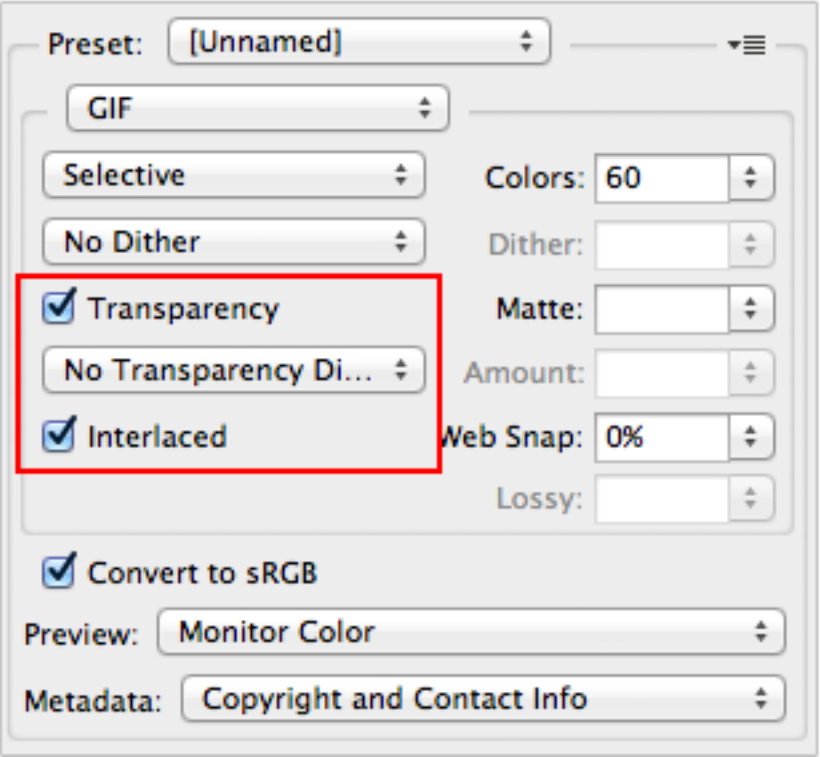 Preset: [Unnamed]
GIF
Selective Colors: 60
No Dither Dither:
Transparency Matte:
No Transparency Di... Amount:
Interlaced Web Snap: 0%
Lossy:
Convert to sRGB
Preview: Monitor Color
Metadata: Copyright and Contact Info